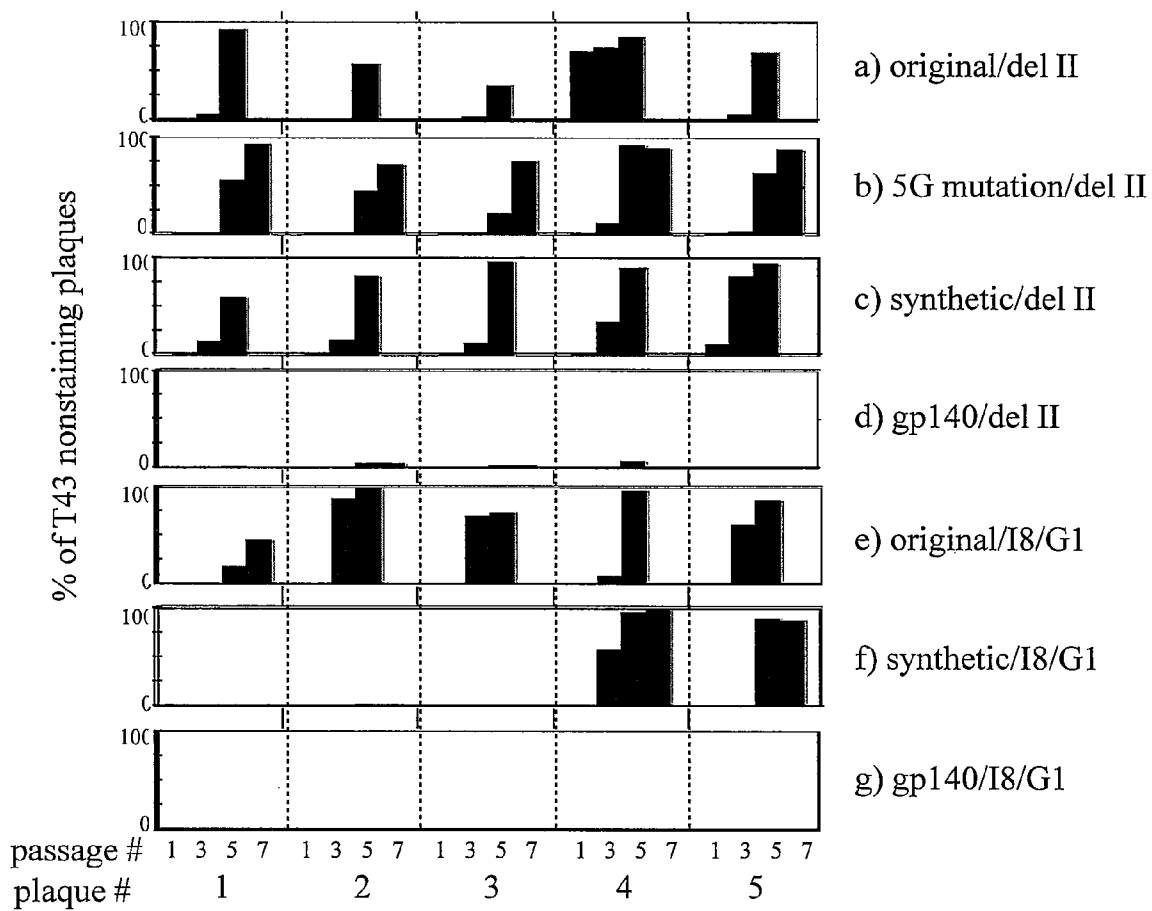 % of T43 nonstaining plaques
100
0
a) original/del II
100
0
b) 5G mutation/del II
100
0
c) synthetic/del II
100
0
d) gp140/del II
100
0
e) original/I8/G1
100
0
f) synthetic/I8/G1
100
0
g) gp140/I8/G1
passage # 1 3 5 7 1 3 5 7 1 3 5 7 1 3 5 7 1 3 5 7
plaque # 1 2 3 4 5